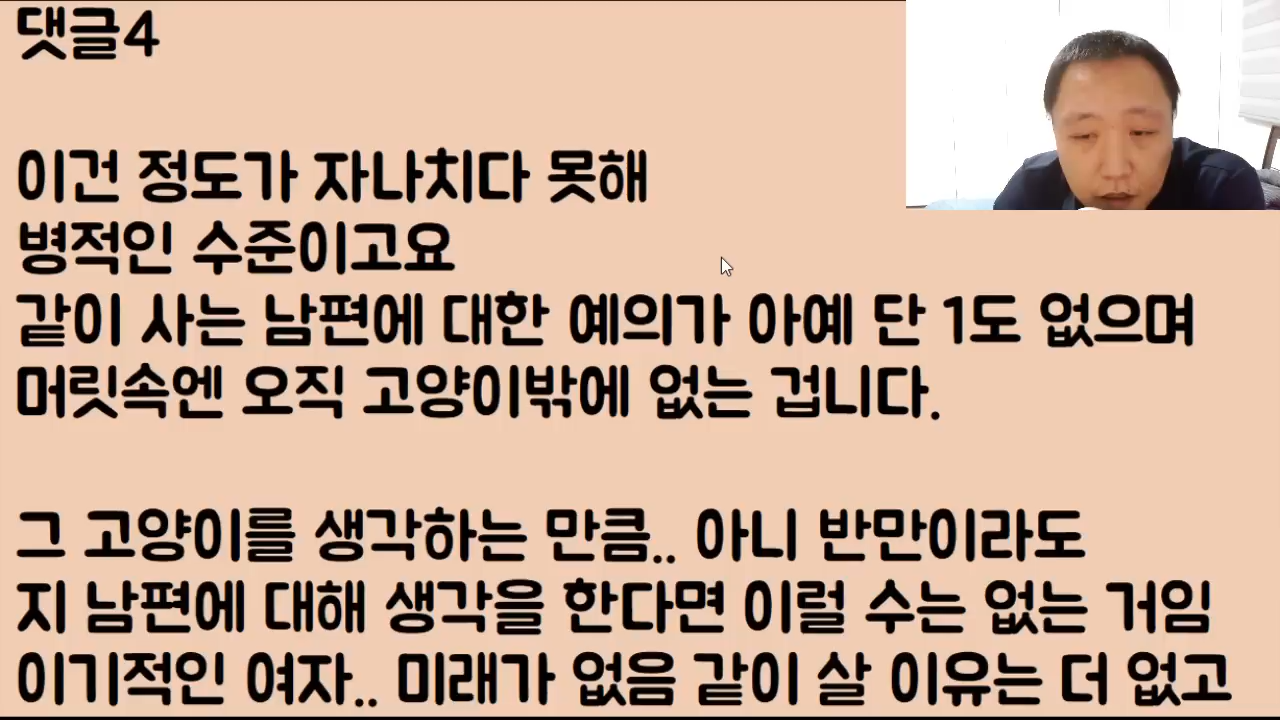 댓글4
이건 정도가 자나치다 못해
병적인 수준이고요
같이 사는 남편에 대한 예의가 아예 단 1도 없으며
머릿속엔 오직 고양이밖에 없는 겁니다.
그 고양이를 생각하는 만큼.. 아니 반만이라도
지 남편에 대해 생각을 한다면 이럴 수는 없는 거임
이기적인 여자.. 미래가 없음 같이 살 이유는 더 없고